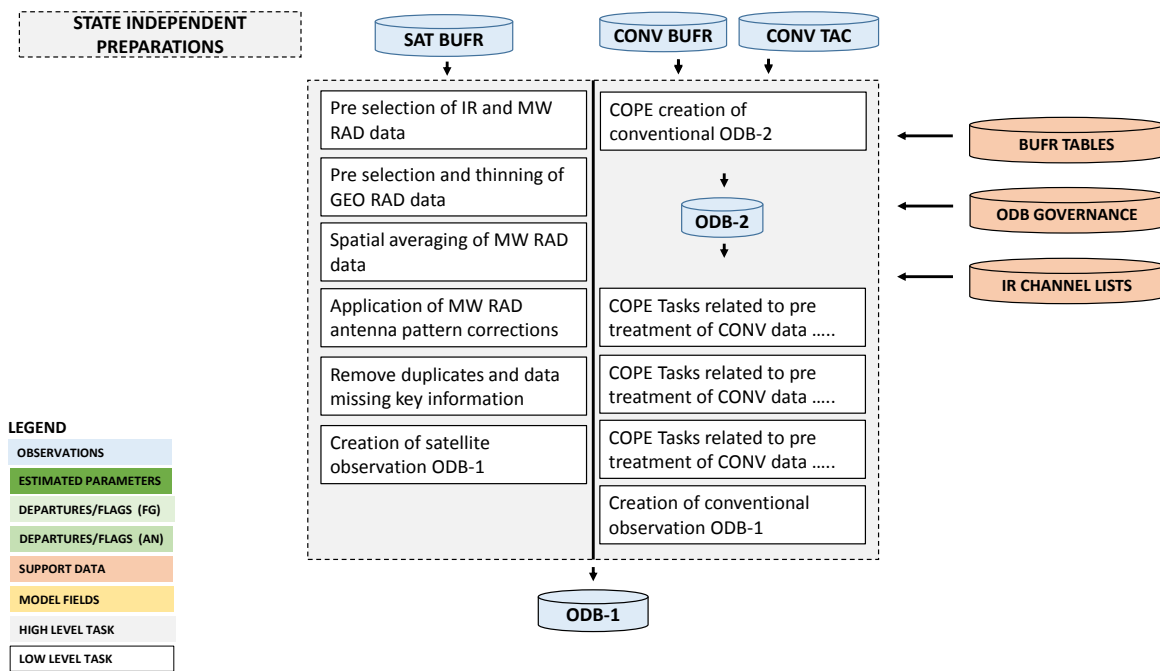 STATE INDEPENDENT
PREPARATIONS
SAT BUFR
CONV BUFR
CONV TAC
Pre selection of IR and MW
RAD data
Pre selection and thinning of
GEO RAD data
Spatial averaging of MW RAD
data
Application of MW RAD
antenna pattern corrections
Remove duplicates and data
missing key information
Creation of satellite
observation ODB-1
COPE creation of
conventional ODB-2
ODB-2
COPE Tasks related to pre
treatment of CONV data …..
COPE Tasks related to pre
treatment of CONV data …..
COPE Tasks related to pre
treatment of CONV data …..
Creation of conventional
observation ODB-1
BUFR TABLES
ODB GOVERNANCE
IR CHANNEL LISTS
ODB-1
LEGEND
OBSERVATIONS
ESTIMATED PARAMETERS
DEPARTURES/FLAGS (FG)
DEPARTURES/FLAGS (AN)
SUPPORT DATA
MODEL FIELDS
HIGH LEVEL TASK
LOW LEVEL TASK